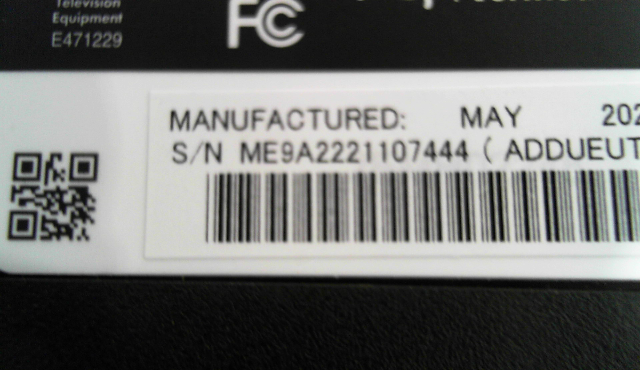 Television
Equipment
E471229
FC
MANUFACTURED: MAY 202
S/N ME9A2221107444 ( ADDUEUT